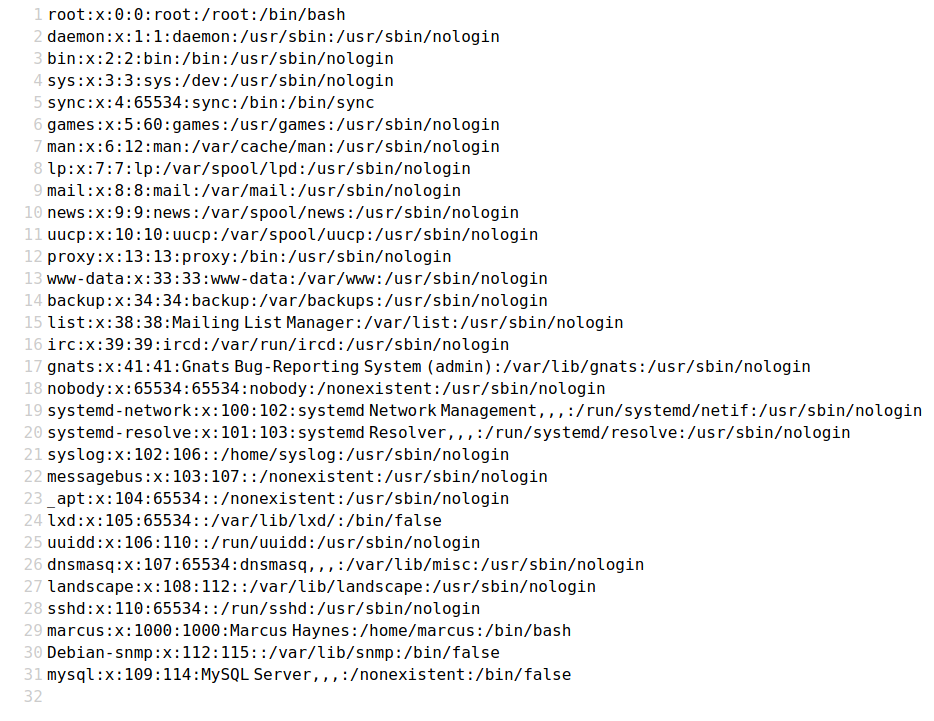 1 root:x:0:0:root:/root:/bin/bash
2 daemon:x:1:1:daemon:/usr/sbin:/usr/sbin/nologin
3 bin:x:2:2:bin:/bin:/usr/sbin/nologin
4 sys:x:3:3:sys:/dev:/usr/sbin/nologin
5 sync:x:4:65534:sync:/bin:/bin/sync
6 games:x:5:60:games:/usr/games:/usr/sbin/nologin
7 man:x:6:12:man:/var/cache/man:/usr/sbin/nologin
8 lp:x:7:7:lp:/var/spool/lpd:/usr/sbin/nologin
9 mail:x:8:8:mail:/var/mail:/usr/sbin/nologin
10 news:x:9:9:news:/var/spool/news:/usr/sbin/nologin
11 uucp:x:10:10:uucp:/var/spool/uucp:/usr/sbin/nologin
12 proxy:x:13:13:proxy:/bin:/usr/sbin/nologin
13 www-data:x:33:33:www-data:/var/www:/usr/sbin/nologin
14 backup:x:34:34:backup:/var/backups:/usr/sbin/nologin
15 list:x:38:38:Mailing List Manager:/var/list:/usr/sbin/nologin
16 irc:x:39:39:ircd:/var/run/ircd:/usr/sbin/nologin
17 gnats:x:41:41:Gnats Bug-Reporting System (admin):/var/lib/gnats:/usr/sbin/nologin
18 nobody:x:65534:65534:nobody:/nonexistent:/usr/sbin/nologin
19 systemd-network:x:100:102:systemd Network Management,,,:/run/systemd/netif:/usr/sbin/nologin
20 systemd-resolve:x:101:103:systemd Resolver,,,:/run/systemd/resolve:/usr/sbin/nologin
21 syslog:x:102:106::/home/syslog:/usr/sbin/nologin
22 messagebus:x:103:107::/nonexistent:/usr/sbin/nologin
23 _apt:x:104:65534::/nonexistent:/usr/sbin/nologin
24 lxd:x:105:65534::/var/lib/lxd/:/bin/false
25 uuidd:x:106:110::/run/uuidd:/usr/sbin/nologin
26 dnsmasq:x:107:65534:dnsmasq,,,:/var/lib/misc:/usr/sbin/nologin
27 landscape:x:108:112::/var/lib/landscape:/usr/sbin/nologin
28 sshd:x:110:65534::/run/sshd:/usr/sbin/nologin
29 marcus:x:1000:1000:Marcus Haynes:/home/marcus:/bin/bash
30 Debian-snmp:x:112:115::/var/lib/snmp:/bin/false
31 mysql:x:109:114:MySQL Server,,,:/nonexistent:/bin/false
32